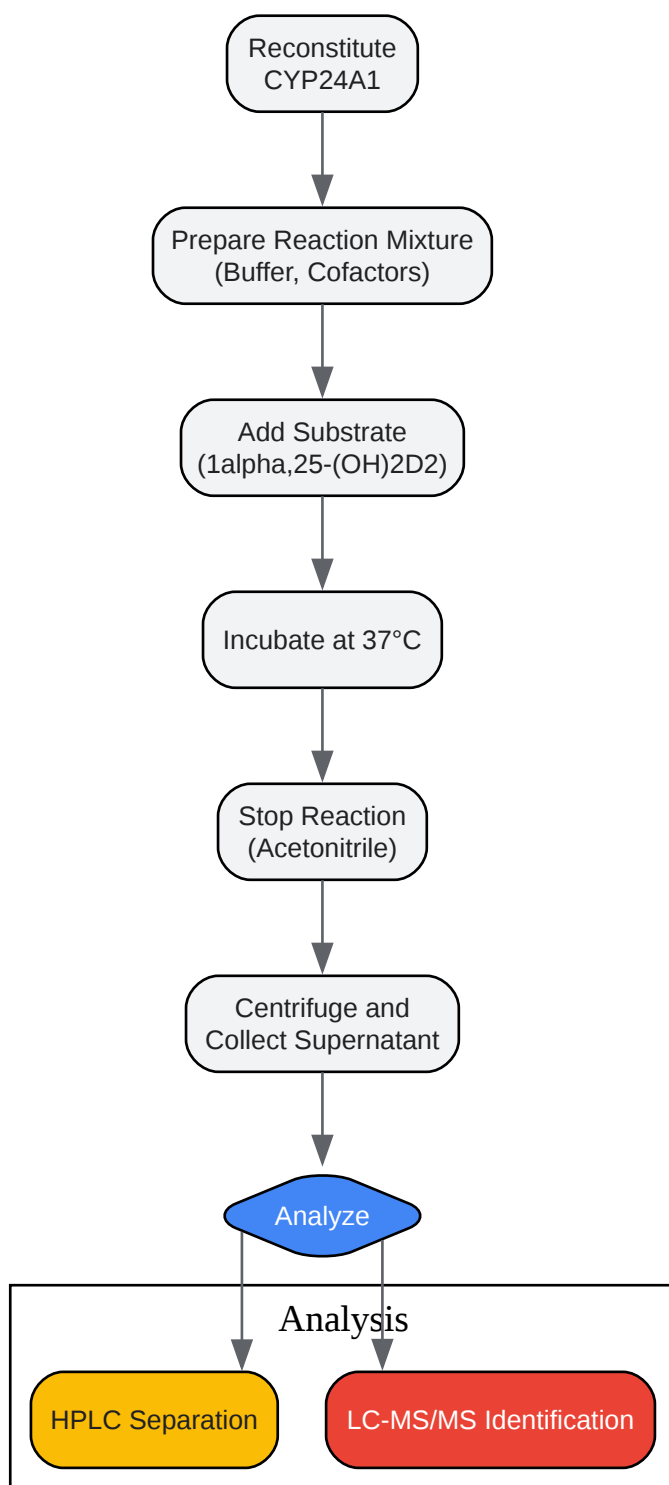 Reconstitute
CYP24A1
Prepare Reaction Mixture
(Buffer, Cofactors)
Add Substrate
(1alpha,25-(OH)2D2)
Incubate at 37°C
Stop Reaction
(Acetonitrile)
Centrifuge and
Collect Supernatant
Analyze
Analysis
HPLC Separation
LC-MS/MS Identification